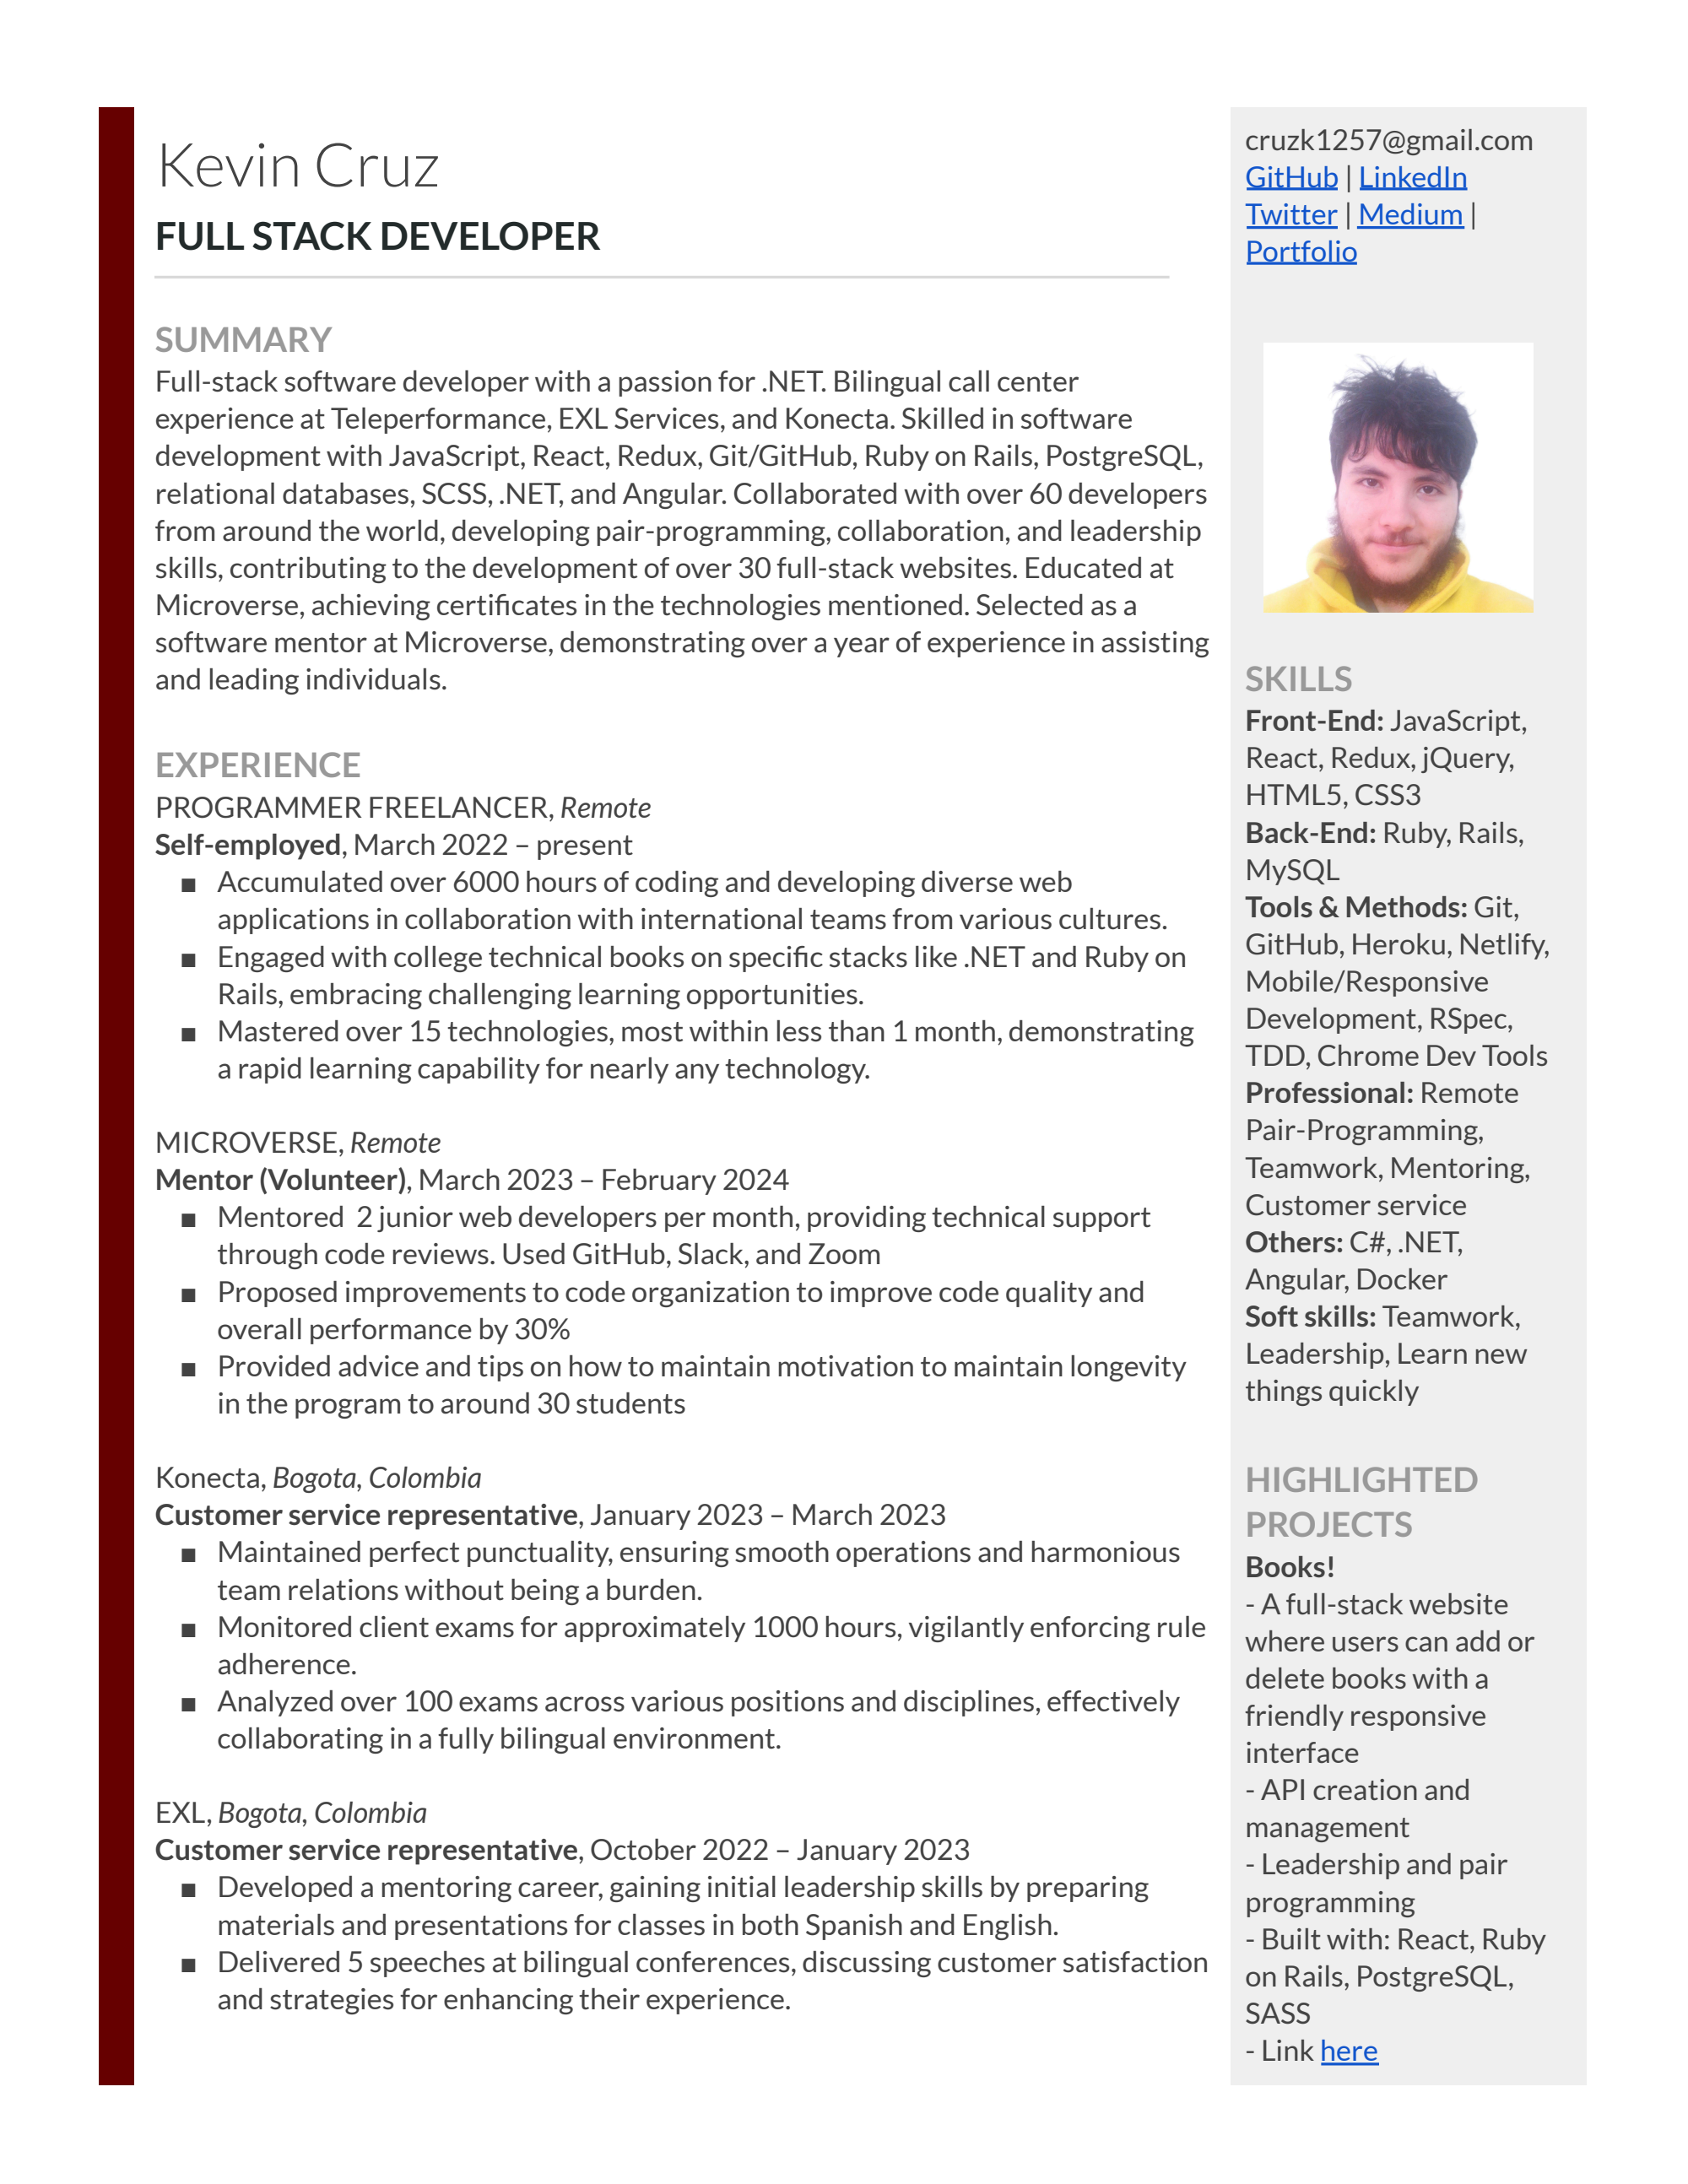 Kevin Cruz
FULL STACK DEVELOPER
SUMMARY
Full-stack software developer with a passion for .NET. Bilingual call center
experience at Teleperformance, EXL Services, and Konecta. Skilled in software
development with JavaScript, React, Redux, Git/GitHub, Ruby on Rails, PostgreSQL,
relational databases, SCSS, .NET, and Angular. Collaborated with over 60 developers
from around the world, developing pair-programming, collaboration, and leadership
skills, contributing to the development of over 30 full-stack websites. Educated at
Microverse, achieving certificates in the technologies mentioned. Selected as a
software mentor at Microverse, demonstrating over a year of experience in assisting
and leading individuals.
EXPERIENCE
PROGRAMMER FREELANCER, Remote
Self-employed, March 2022 – present
■ Accumulated over 6000 hours of coding and developing diverse web
applications in collaboration with international teams from various cultures.
■ Engaged with college technical books on specific stacks like .NET and Ruby on
Rails, embracing challenging learning opportunities.
■ Mastered over 15 technologies, most within less than 1 month, demonstrating
a rapid learning capability for nearly any technology.
MICROVERSE, Remote
Mentor (Volunteer), March 2023 – February 2024
■ Mentored  2 junior web developers per month, providing technical support
through code reviews. Used GitHub, Slack, and Zoom
■ Proposed improvements to code organization to improve code quality and
overall performance by 30%
■ Provided advice and tips on how to maintain motivation to maintain longevity
in the program to around 30 students
Konecta, Bogota, Colombia
Customer service representative, January 2023 – March 2023
■ Maintained perfect punctuality, ensuring smooth operations and harmonious
team relations without being a burden.
■ Monitored client exams for approximately 1000 hours, vigilantly enforcing rule
adherence.
■ Analyzed over 100 exams across various positions and disciplines, effectively
collaborating in a fully bilingual environment.
EXL, Bogota, Colombia
Customer service representative, October 2022 – January 2023
■ Developed a mentoring career, gaining initial leadership skills by preparing
materials and presentations for classes in both Spanish and English.
■ Delivered 5 speeches at bilingual conferences, discussing customer satisfaction
and strategies for enhancing their experience.
cruzk1257@gmail.com
GitHub | LinkedIn
Twitter | Medium |
Portfolio
SKILLS
Front-End: JavaScript,
React, Redux, jQuery,
HTML5, CSS3
Back-End: Ruby, Rails,
MySQL
Tools & Methods: Git,
GitHub, Heroku, Netlify,
Mobile/Responsive
Development, RSpec,
TDD, Chrome Dev Tools
Professional: Remote
Pair-Programming,
Teamwork, Mentoring,
Customer service
Others: C#, .NET,
Angular, Docker
Soft skills: Teamwork,
Leadership, Learn new
things quickly
HIGHLIGHTED
PROJECTS
Books!
- A full-stack website
where users can add or
delete books with a
friendly responsive
interface
- API creation and
management
- Leadership and pair
programming
- Built with: React, Ruby
on Rails, PostgreSQL,
SASS
- Link here